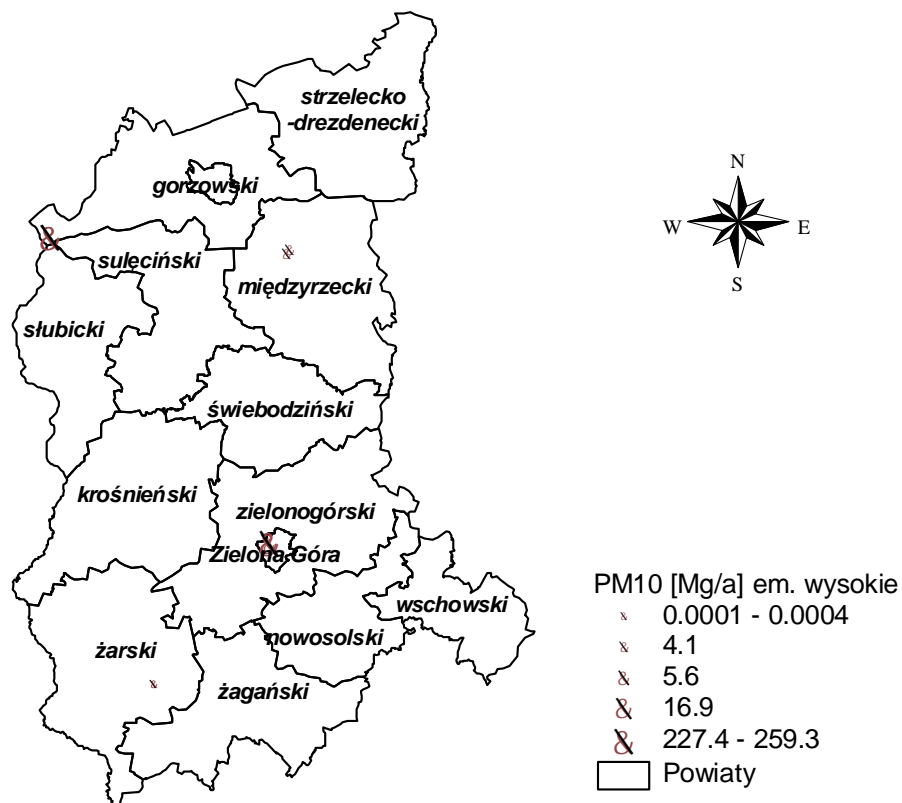 strzelecko
-drezdenecki
gorzowski
sulęciński
międzyrzecki
słubicki
świebodziński
krośnieński
zielonogórski
Zielona Góra
wschowski
nowosolski
żarski
żagański
N
W
E
S
PM10 [Mg/a] em. wysokie
& 0.0001 - 0.0004
& 4.1
& 5.6
& 16.9
& 227.4 - 259.3
Powiaty